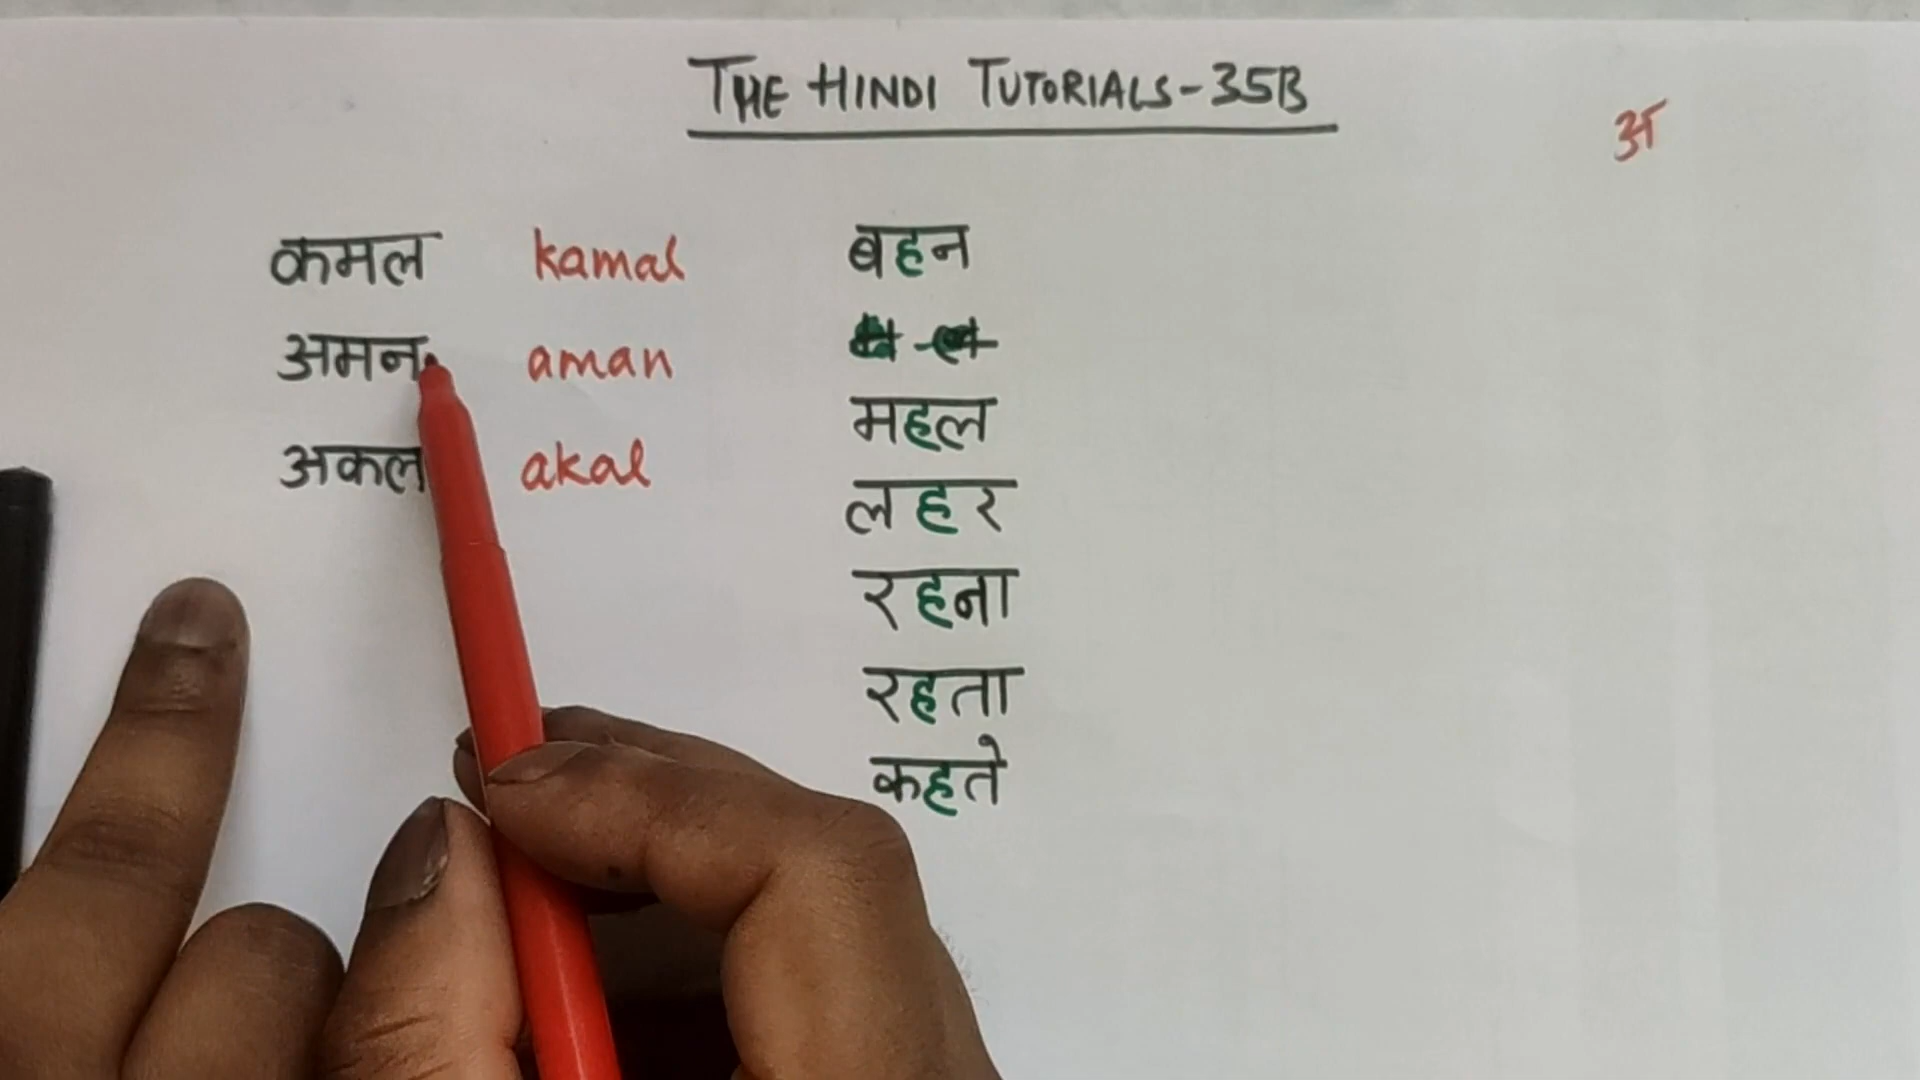 THE HINDI TUTORIALS-35B
अ
कमल kamal
अमन aman
अकल akal
बहन
महल
लहर
रहना
रहता
कहते